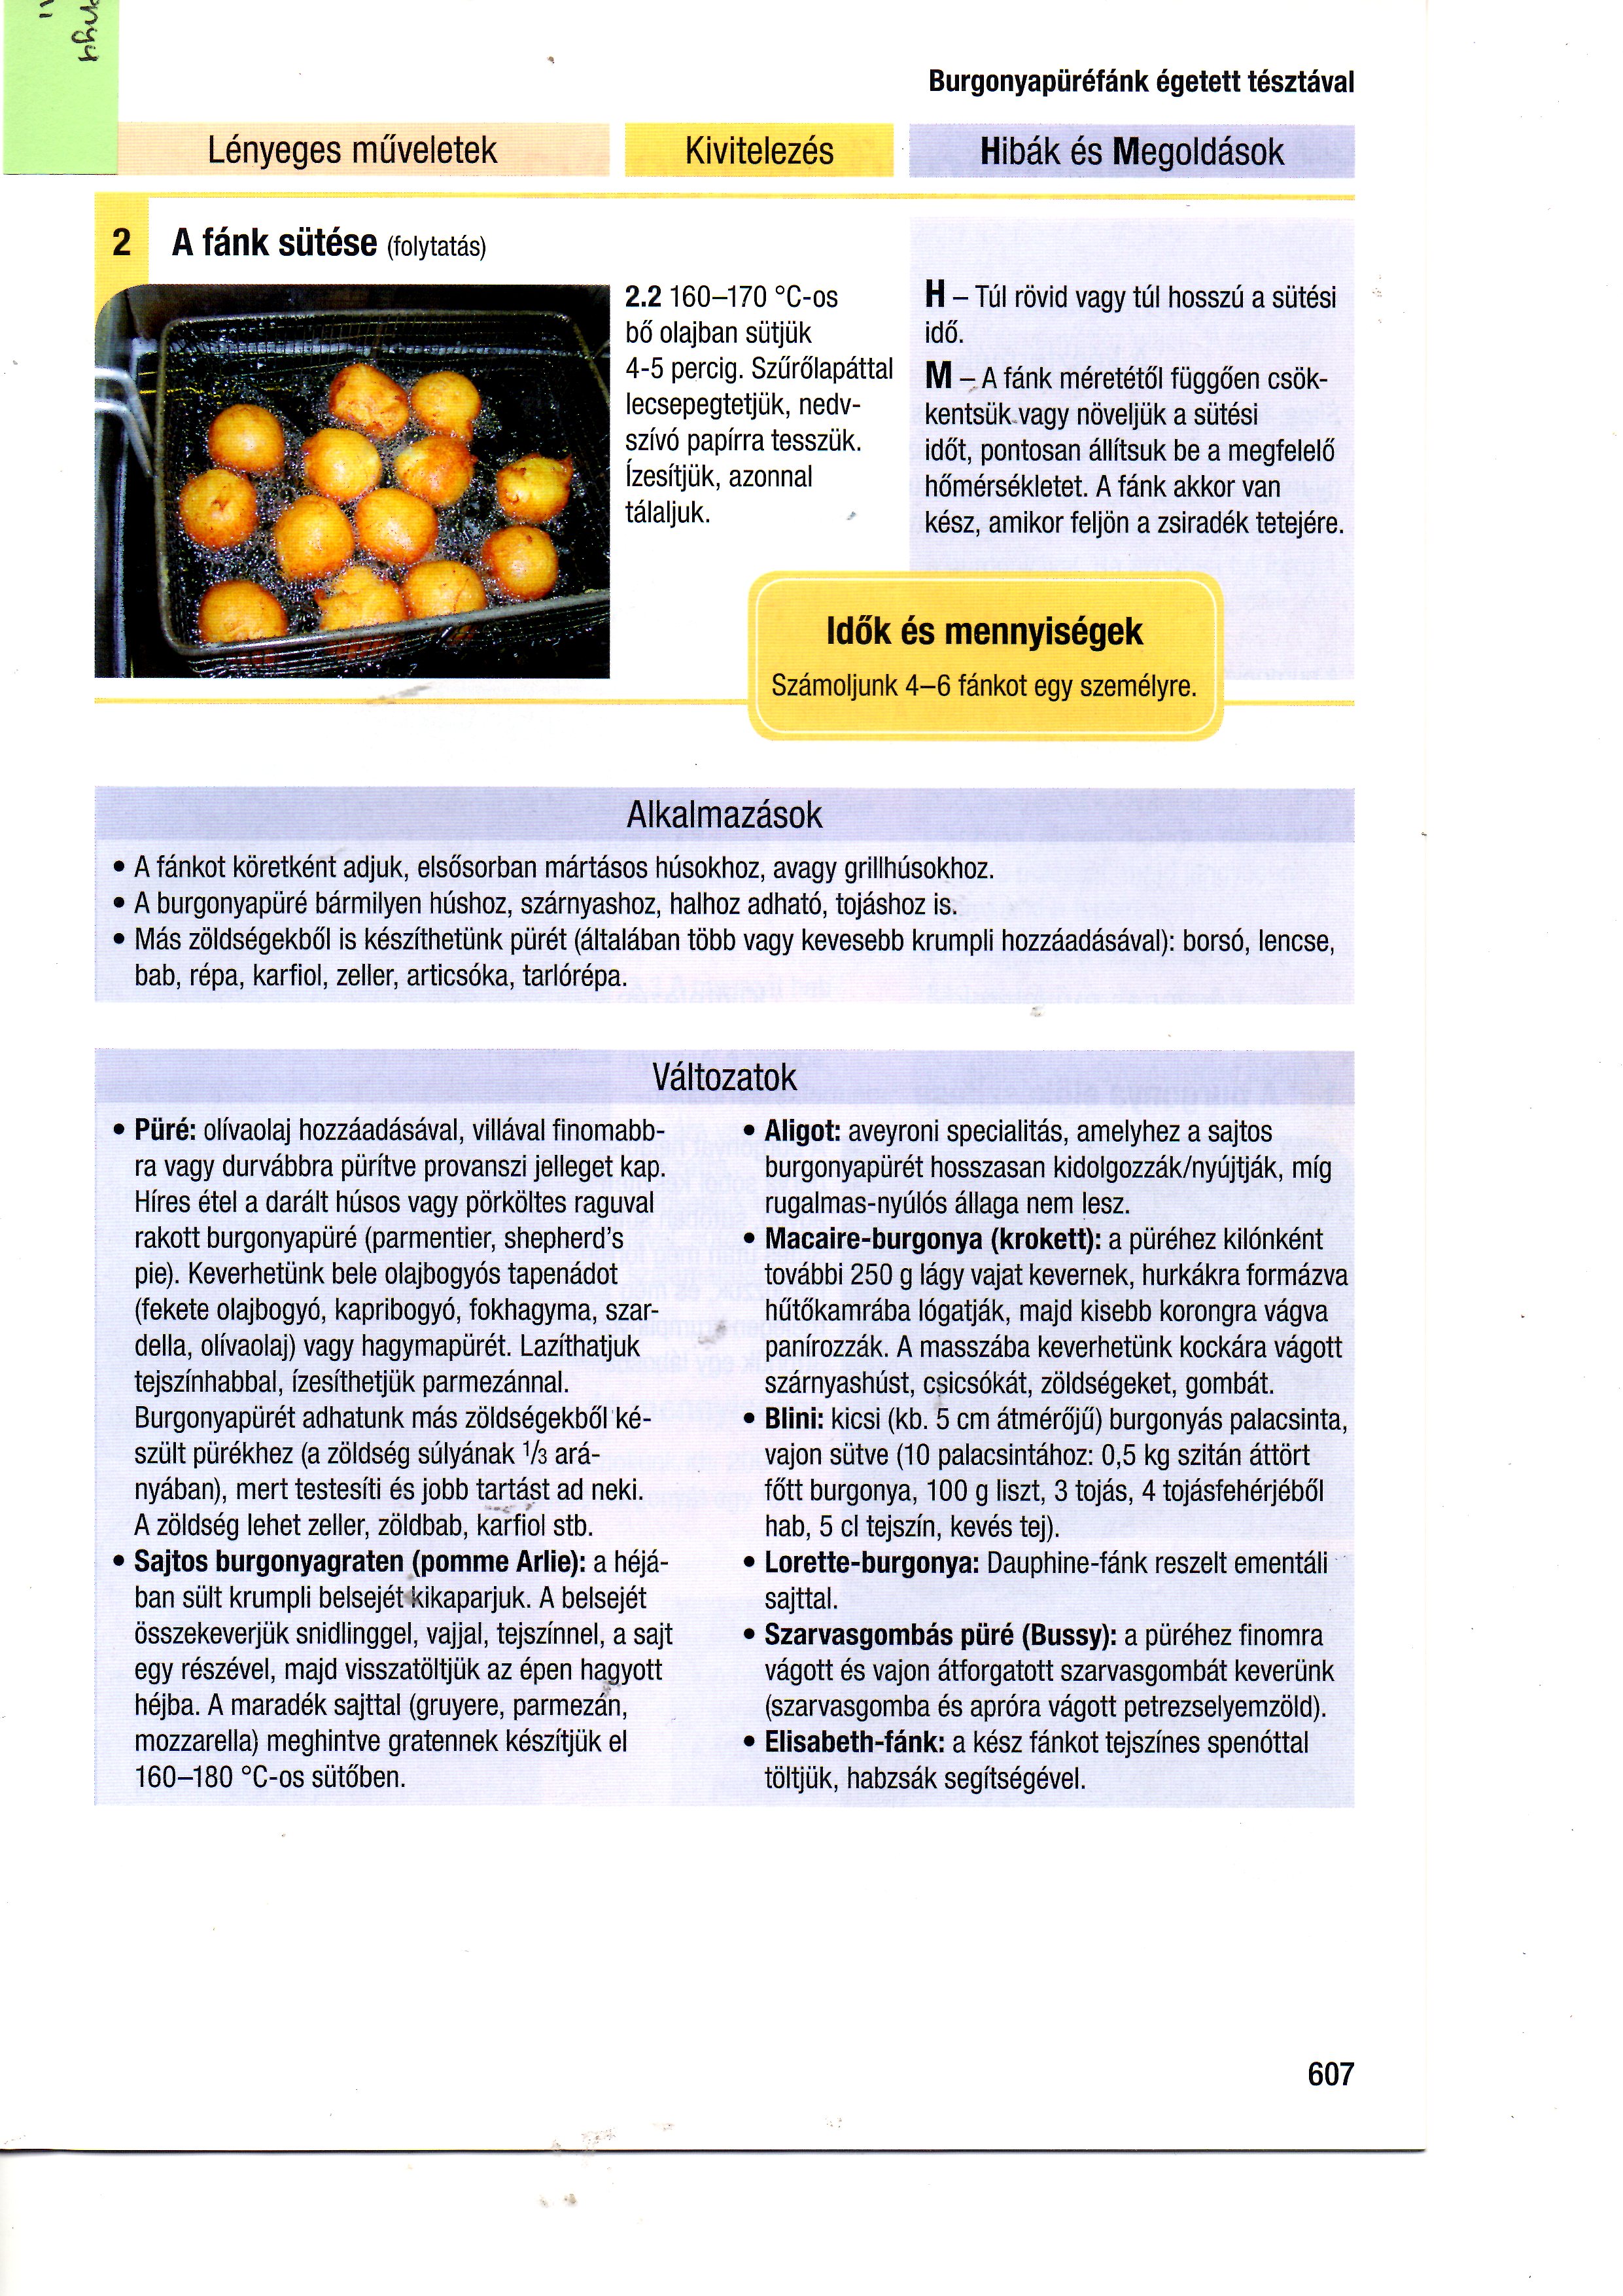 Burgonyapüréfánk égetett tésztával
Lényeges műveletek
Kivitelezés
Hibák és Megoldások
2 A fánk sütése (folytatás)
2.2 160–170 °C-os
bő olajban sütjük
4-5 percig. Szűrőlapáttal
lecsepegtetjük, nedv-
szívó papírra tesszük.
Ízesítjük, azonnal
tálaljuk.
H – Túl rövid vagy túl hosszú a sütési
idő.
M – A fánk méretétől függően csök-
kentsük vagy növeljük a sütési
időt, pontosan állítsuk be a megfelelő
hőmérsékletet. A fánk akkor van
kész, amikor feljön a zsiradék tetejére.
Idők és mennyiségek
Számoljunk 4–6 fánkot egy személyre.
Alkalmazások
• A fánkot köretként adjuk, elsősorban mártásos húsokhoz, avagy grillhúsokhoz.
• A burgonyapüré bármilyen húshoz, szárnyashoz, halhoz adható, tojáshoz is.
• Más zöldségekből is készíthetünk pürét (általában több vagy kevesebb krumpli hozzáadásával): borsó, lencse,
bab, répa, karfiol, zeller, articsóka, tarlórépa.
Változatok
• Püré: olívaolaj hozzáadásával, villával finomabb-
ra vagy durvábbra pürítve provanszi jelleget kap.
Híres étel a darált húsos vagy pörköltes raguval
rakott burgonyapüré (parmentier, shepherd's
pie). Keverhetünk bele olajbogyós tapenádot
(fekete olajbogyó, kapribogyó, fokhagyma, szar-
della, olívaolaj) vagy hagymapürét. Lazíthatjuk
tejszínhabbal, ízesíthetjük parmezánnal.
Burgonyapürét adhatunk más zöldségekből ké-
szült pürékhez (a zöldség súlyának 1/3 ará-
nyában), mert testesíti és jobb tartást ad neki.
A zöldség lehet zeller, zöldbab, karfiol stb.
• Sajtos burgonyagraten (pomme Arlie): a héjá-
ban sült krumpli belsejét kikaparjuk. A belsejét
összekeverjük snidlinggel, vajjal, tejszínnel, a sajt
egy részével, majd visszatöltjük az épen hagyott
héjba. A maradék sajttal (gruyere, parmezán,
mozzarella) meghintve gratennek készítjük el
160–180 °C-os sütőben.
• Aligot: aveyroni specialitás, amelyhez a sajtos
burgonyapürét hosszasan kidolgozzák/nyújtják, míg
rugalmas-nyúlós állaga nem lesz.
• Macaire-burgonya (krokett): a püréhez kilónként
további 250 g lágy vajat kevernek, hurkákra formázva
hűtőkamrába lógatják, majd kisebb korongra vágva
panírozzák. A masszába keverhetünk kockára vágott
szárnyashúst, csicsókát, zöldségeket, gombát.
• Blini: kicsi (kb. 5 cm átmérőjű) burgonyás palacsinta,
vajon sütve (10 palacsintához: 0,5 kg szitán áttört
főtt burgonya, 100 g liszt, 3 tojás, 4 tojásfehérjéből
hab, 5 cl tejszín, kevés tej).
• Lorette-burgonya: Dauphine-fánk reszelt ementáli
sajttal.
• Szarvasgombás püré (Bussy): a püréhez finomra
vágott és vajon átforgatott szarvasgombát keverünk
(szarvasgomba és apróra vágott petrezselyemzöld).
• Elisabeth-fánk: a kész fánkot tejszínes spenóttal
töltjük, habzsák segítségével.
607